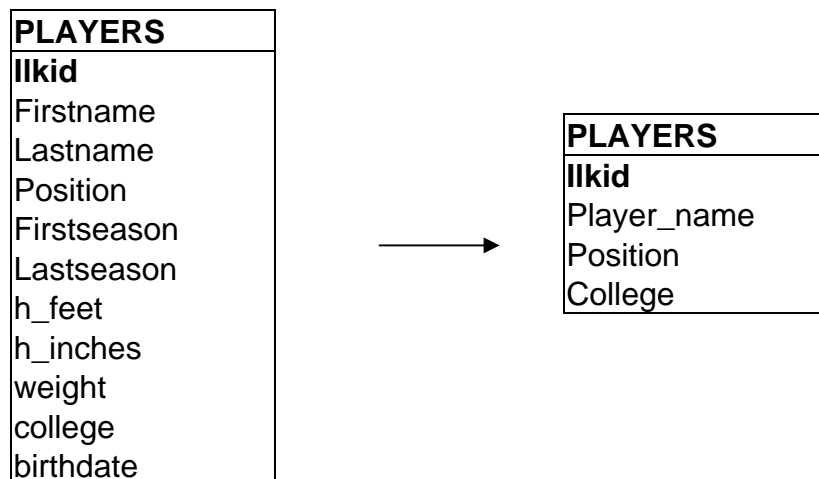 PLAYERS
Ilkid
Firstname
Lastname
Position
Firstseason
Lastseason
h_feet
h_inches
weight
college
birthdate
PLAYERS
Ilkid
Player_name
Position
College